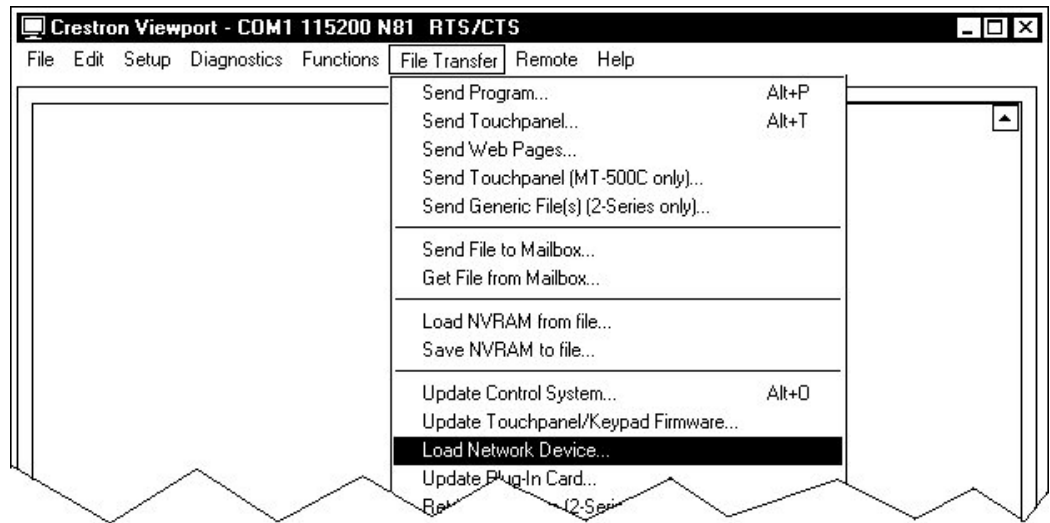 Crestron Viewport - COM1 115200 N81 RTS/CTS
File Edit Setup Diagnostics Functions File Transfer Remote Help
Send Program... Alt+P
Send Touchpanel... Alt+T
Send Web Pages...
Send Touchpanel (MT-500C only)...
Send Generic File(s) (2-Series only)...
Send File to Mailbox...
Get File from Mailbox...
Load NVRAM from file...
Save NVRAM to file...
Update Control System... Alt+O
Update Touchpanel/Keypad Firmware...
Load Network Device...
Update Plug-In Card...
(2-Seri